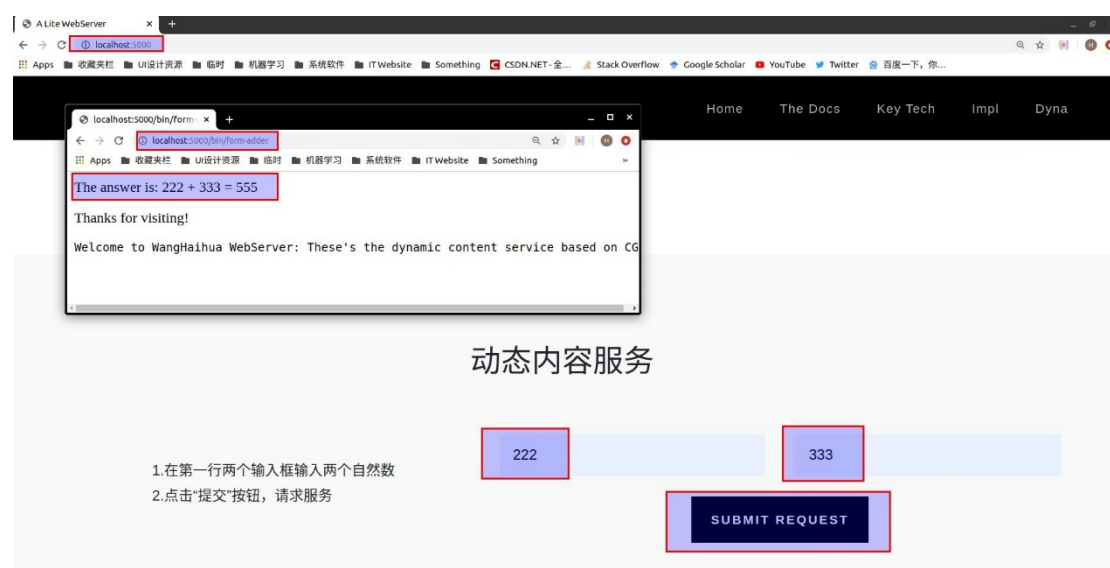 A Lite WebServer
localhost:5000
Apps 收藏夹栏 UI设计资源 临时 机器学习 系统软件 IT Website Something CSDN.NET - 全... Stack Overflow Google Scholar YouTube Twitter 百度一下，你...
Home The Docs Key Tech Impl Dyna
localhost:5000/bin/form-
localhost:5000/bin/form-adder
Apps 收藏夹栏 UI设计资源 临时 机器学习 系统软件 IT Website Something »
The answer is: 222 + 333 = 555
Thanks for visiting!
Welcome to WangHaihua WebServer: These's the dynamic content service based on CG
动态内容服务
222 333
1.在第一行两个输入框输入两个自然数
2.点击“提交”按钮，请求服务
SUBMIT REQUEST